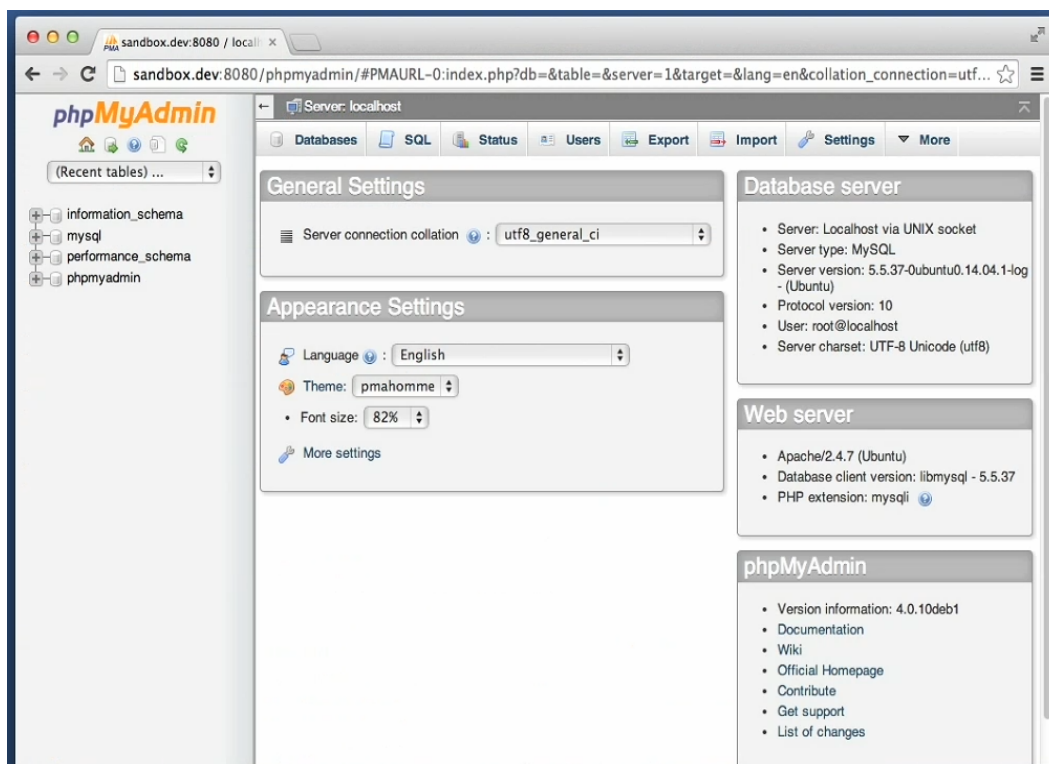 sandbox.dev:8080 / local
sandbox.dev:8080/phpmyadmin/#PMAURL-0:index.php?db=&table=&server=1&target=&lang=en&collation_connection=utf...
phpMyAdmin
(Recent tables) ...
information_schema
mysql
performance_schema
phpmyadmin
Server: localhost
Databases SQL Status Users Export Import Settings More
General Settings
Server connection collation : utf8_general_ci
Appearance Settings
Language : English
Theme: pmahomme
Font size: 82%
More settings
Database server
Server: Localhost via UNIX socket
Server type: MySQL
Server version: 5.5.37-0ubuntu0.14.04.1-log
- (Ubuntu)
Protocol version: 10
User: root@localhost
Server charset: UTF-8 Unicode (utf8)
Web server
Apache/2.4.7 (Ubuntu)
Database client version: libmysql - 5.5.37
PHP extension: mysqli
phpMyAdmin
Version information: 4.0.10deb1
Documentation
Wiki
Official Homepage
Contribute
Get support
List of changes